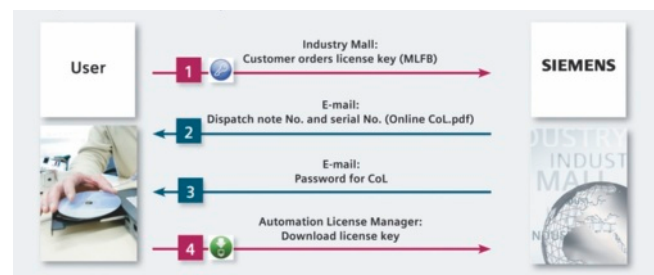 User
Industry Mall:
Customer orders license key (MLFB)
1
SIEMENS
E-mail:
Dispatch note No. and serial No. (Online CoL.pdf)
2
E-mail:
Password for CoL
3
Automation License Manager:
Download license key
4
INDUSTRY
INDUST
MALL